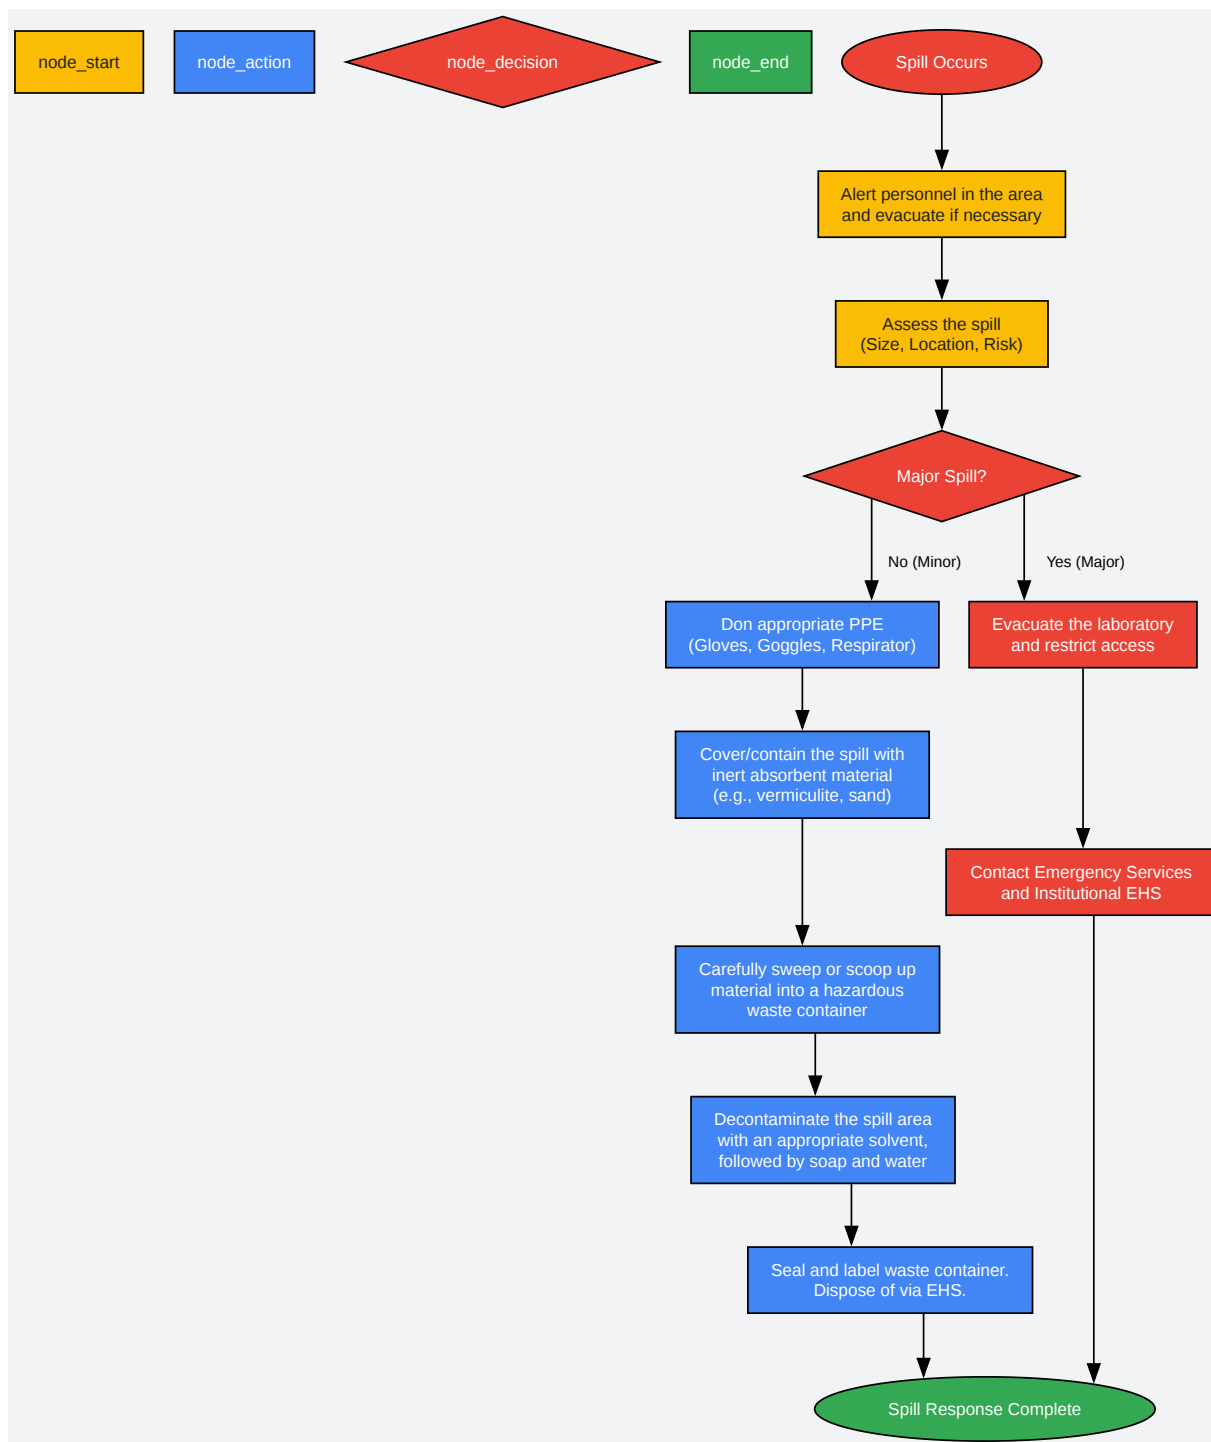 node_start
node_action
node_decision
node_end
Spill Occurs
Alert personnel in the area
and evacuate if necessary
Assess the spill
(Size, Location, Risk)
Major Spill?
No (Minor)
Yes (Major)
Don appropriate PPE
(Gloves, Goggles, Respirator)
Evacuate the laboratory
and restrict access
Cover/contain the spill with
inert absorbent material
(e.g., vermiculite, sand)
Contact Emergency Services
and Institutional EHS
Carefully sweep or scoop up
material into a hazardous
waste container
Decontaminate the spill area
with an appropriate solvent,
followed by soap and water
Seal and label waste container.
Dispose of via EHS.
Spill Response Complete